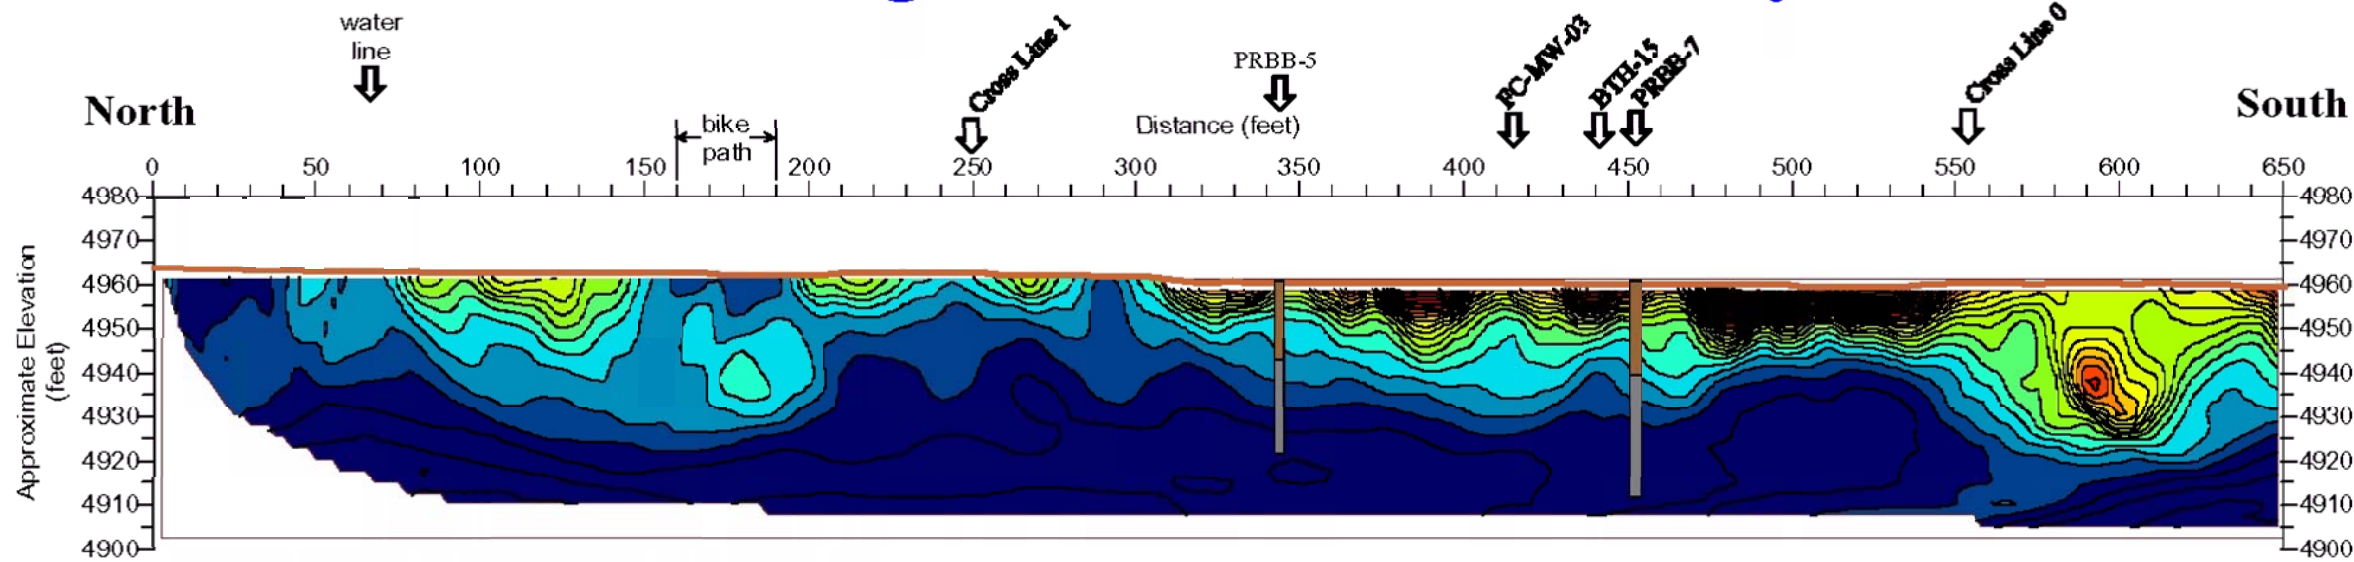 water
line
Cross Line 1
PRBB-5
FC-MW-03
BTH-15
PRBB-7
Cross Line 0
North
bike
path
Distance (feet)
South
0 50 100 150 200 250 300 350 400 450 500 550 600 650
4980 4980
4970 4970
4960 4960
4950 4950
4940 4940
4930 4930
4920 4920
4910 4910
4900 4900
Approximate Elevation
(feet)